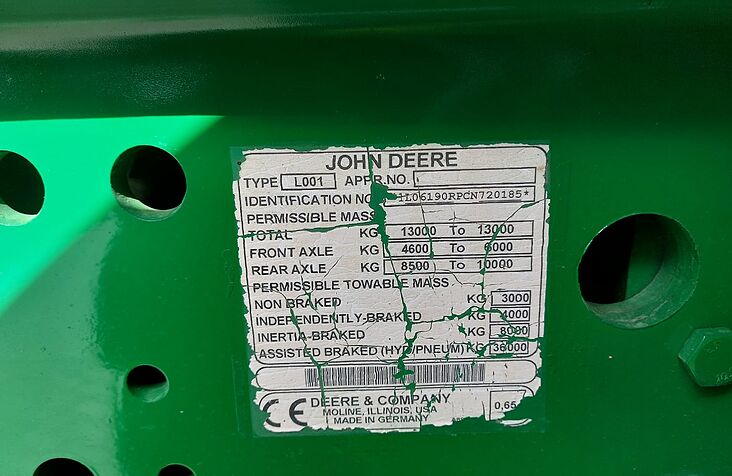 JOHN DEERE
TYPE L001 APPR.NO.
IDENTIFICATION NO. *1L06190RPCN720185*
PERMISSIBLE MASS
TOTAL KG 13000 To 13000
FRONT AXLE KG 4600 To 6000
REAR AXLE KG 8500 To 10000
PERMISSIBLE TOWABLE MASS
NON BRAKED KG 3000
INDEPENDENTLY-BRAKED KG 4000
INERTIA-BRAKED KG 8000
ASSISTED BRAKED (HYD/PNEUM) KG 36000
CE DEERE & COMPANY 0,65
MOLINE, ILLINOIS, USA
MADE IN GERMANY